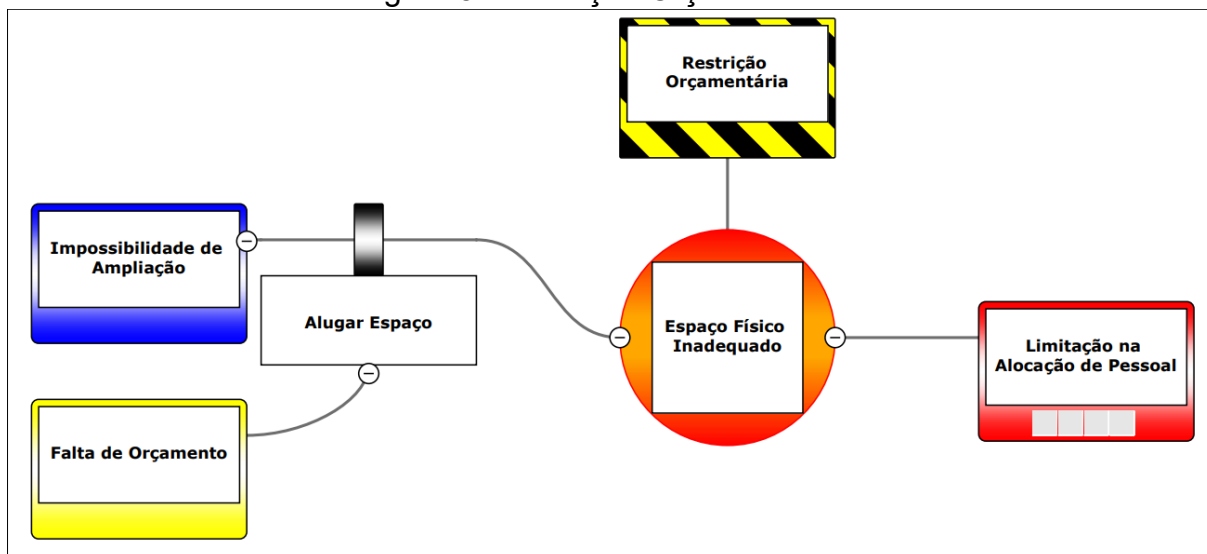 Restrição
Orçamentária
Impossibilidade de
Ampliação
Alugar Espaço
Espaço Físico
Inadequado
Limitação na
Alocação de Pessoal
Falta de Orçamento